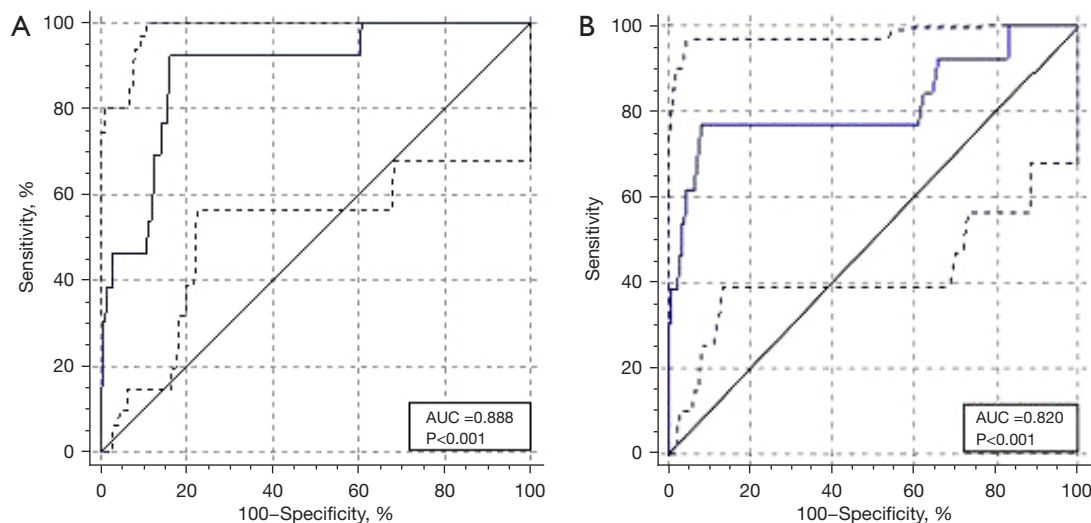 A
Sensitivity, %
100
80
60
40
20
0
AUC =0.888
P<0.001
0 20 40 60 80 100
100-Specificity, %
B
Sensitivity
100
80
60
40
20
0
AUC =0.820
P<0.001
0 20 40 60 80 100
100-Specificity, %